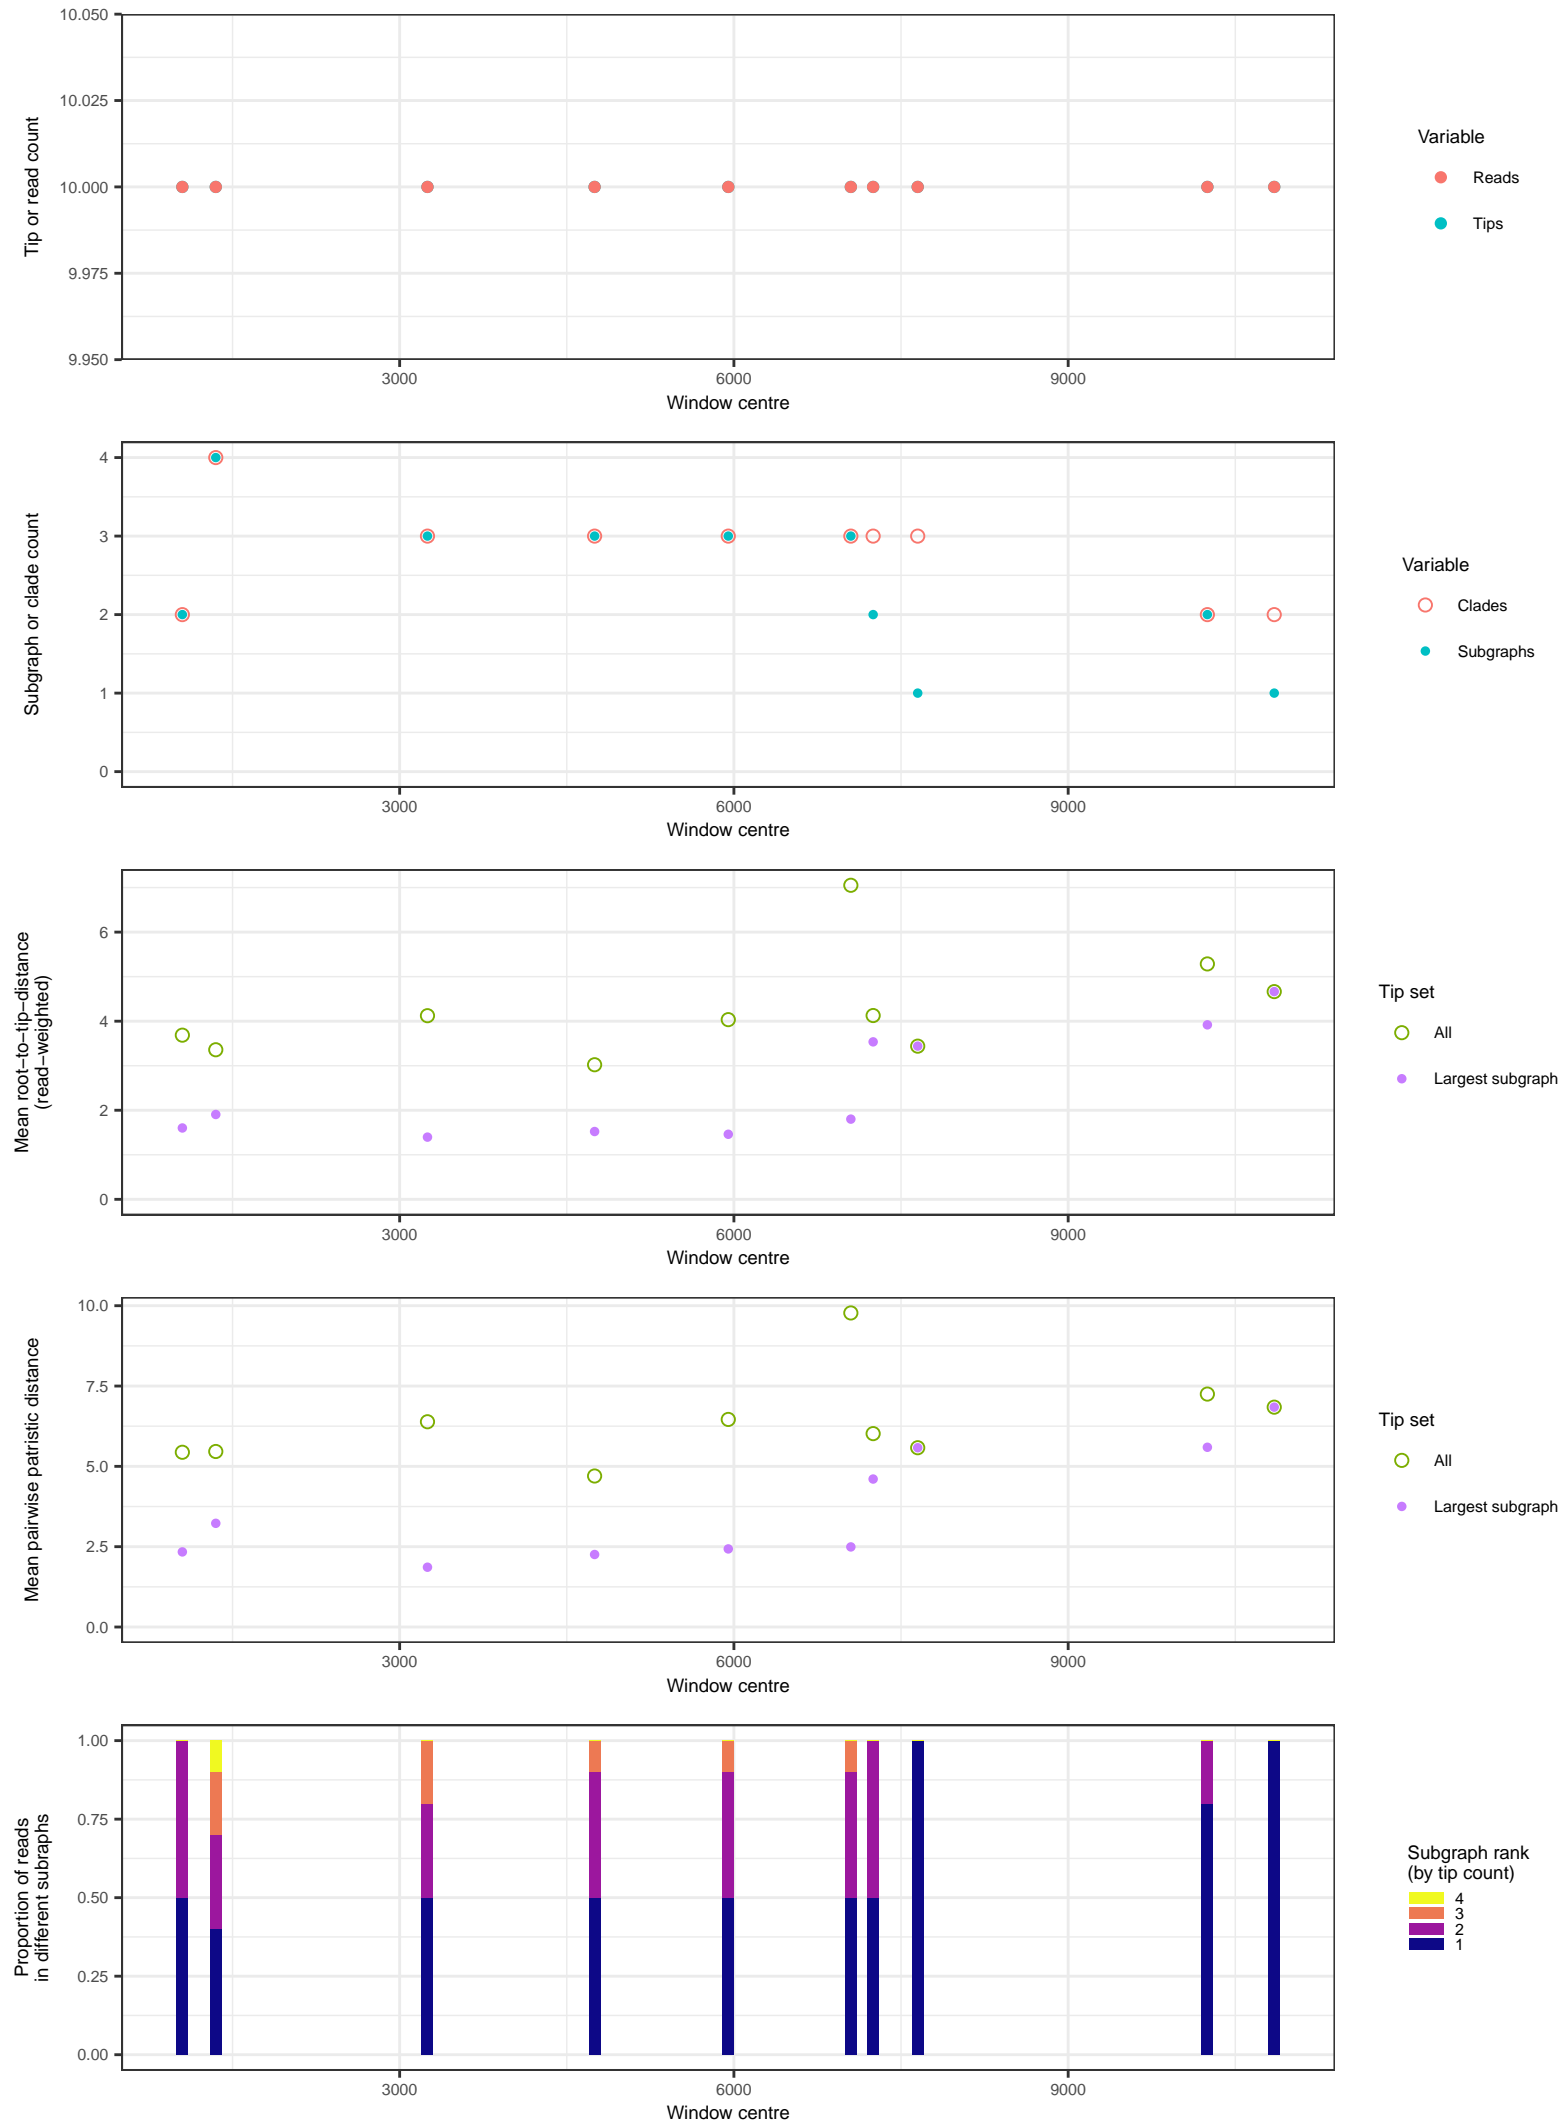 10.050
10.025
10.000
9.975
9.950
Tip or read count
3000
6000
9000
Window centre
Variable
Reads
Tips
4
3
2
1
0
Subgraph or clade count
3000
6000
9000
Window centre
Variable
Clades
Subgraphs
6
4
2
0
Mean root−to−tip−distance
(read−weighted)
3000
6000
9000
Window centre
Tip set
All
Largest subgraph
10.0
7.5
5.0
2.5
0.0
Mean pairwise patristic distance
3000
6000
9000
Window centre
Tip set
All
Largest subgraph
1.00
0.75
0.50
0.25
0.00
Proportion of reads
in different subraphs
3000
6000
9000
Window centre
Subgraph rank
(by tip count)
4
3
2
1